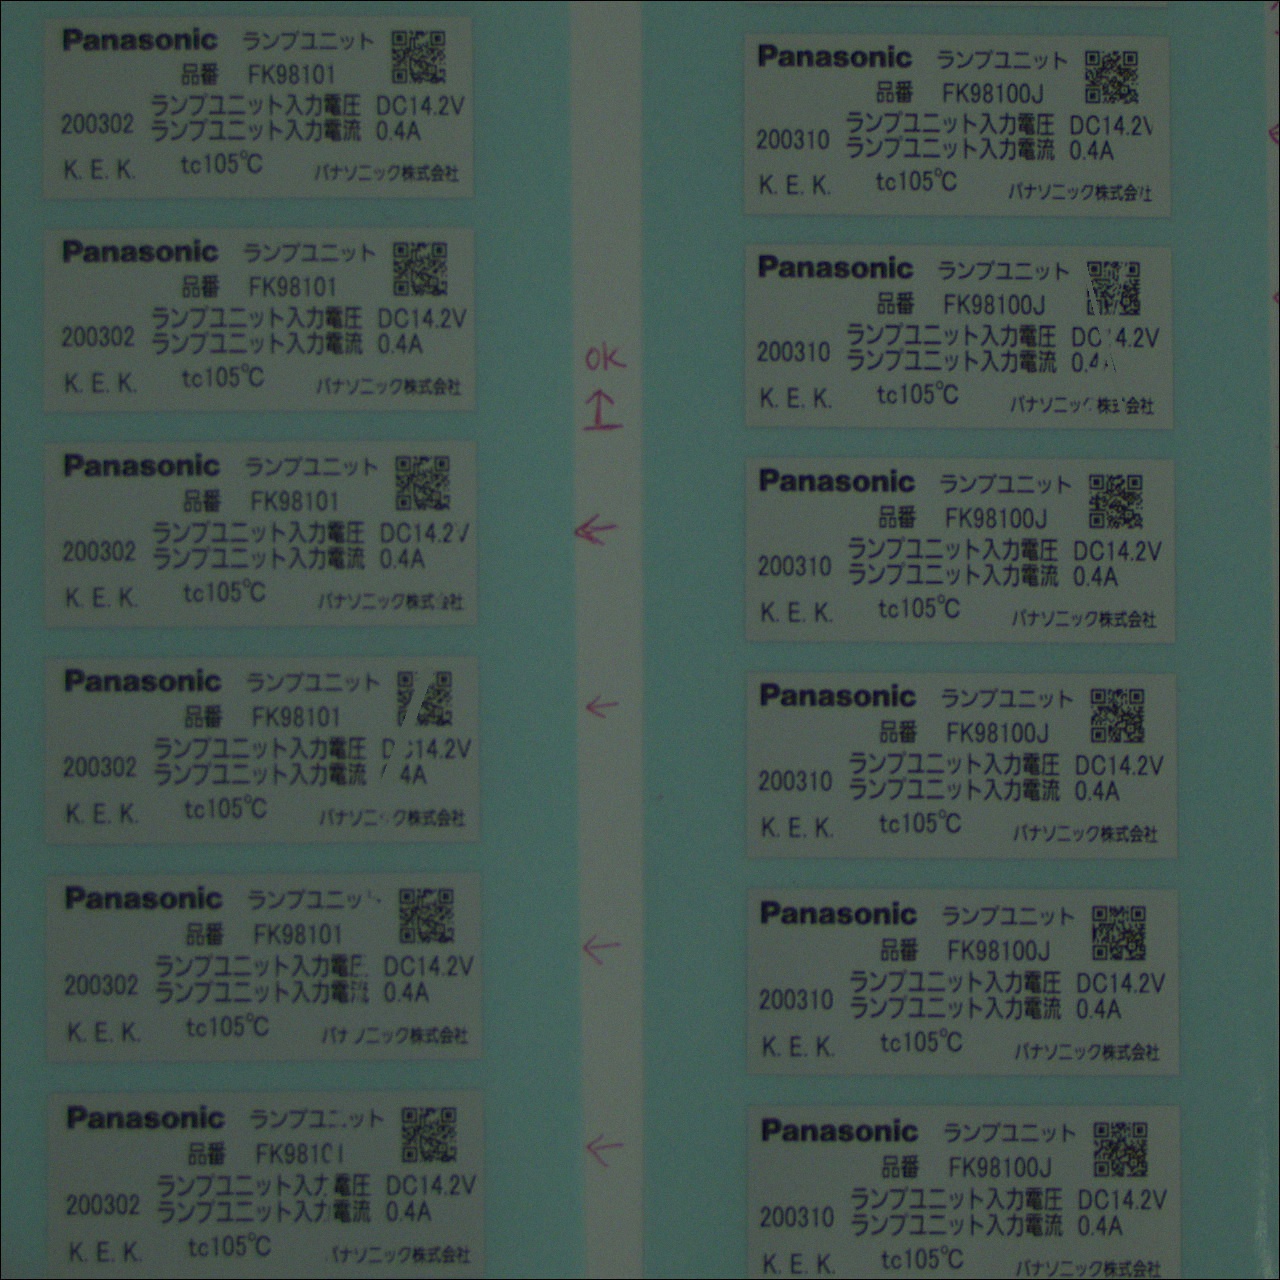 Panasonic ランプユニット
品番 FK98101
ランプユニット入力電圧 DC14.2V
200302 ランプユニット入力電流 0.4A
K. E. K. tc105℃ パナソニック株式会社
Panasonic ランプユニット
品番 FK98101
ランプユニット入力電圧 DC14.2V
200302 ランプユニット入力電流 0.4A
K. E. K. tc105℃ パナソニック株式会社
Panasonic ランプユニット
品番 FK98101
ランプユニット入力電圧 DC14.2V
200302 ランプユニット入力電流 0.4A
K. E. K. tc105℃ パナソニック株式会社
Panasonic ランプユニット
品番 FK98101
ランプユニット入力電圧 DC14.2V
200302 ランプユニット入力電流 4A
K. E. K. tc105℃ パナソニック株式会社
Panasonic ランプユニット
品番 FK98101
ランプユニット入力電圧 DC14.2V
200302 ランプユニット入力電流 0.4A
K. E. K. tc105℃ パナソニック株式会社
Panasonic ランプユニット
品番 FK98101
ランプユニット入力電圧 DC14.2V
200302 ランプユニット入力電流 0.4A
K. E. K. tc105℃ パナソニック株式会社
OK
Panasonic ランプユニット
品番 FK98100J
ランプユニット入力電圧 DC14.2V
200310 ランプユニット入力電流 0.4A
K. E. K. tc105℃ パナソニック株式会社
Panasonic ランプユニット
品番 FK98100J
ランプユニット入力電圧 DC14.2V
200310 ランプユニット入力電流 0.4A
K. E. K. tc105℃ パナソニック株式会社
Panasonic ランプユニット
品番 FK98100J
ランプユニット入力電圧 DC14.2V
200310 ランプユニット入力電流 0.4A
K. E. K. tc105℃ パナソニック株式会社
Panasonic ランプユニット
品番 FK98100J
ランプユニット入力電圧 DC14.2V
200310 ランプユニット入力電流 0.4A
K. E. K. tc105℃ パナソニック株式会社
Panasonic ランプユニット
品番 FK98100J
ランプユニット入力電圧 DC14.2V
200310 ランプユニット入力電流 0.4A
K. E. K. tc105℃ パナソニック株式会社
Panasonic ランプユニット
品番 FK98100J
ランプユニット入力電圧 DC14.2V
200310 ランプユニット入力電流 0.4A
K. E. K. tc105℃ パナソニック株式会社